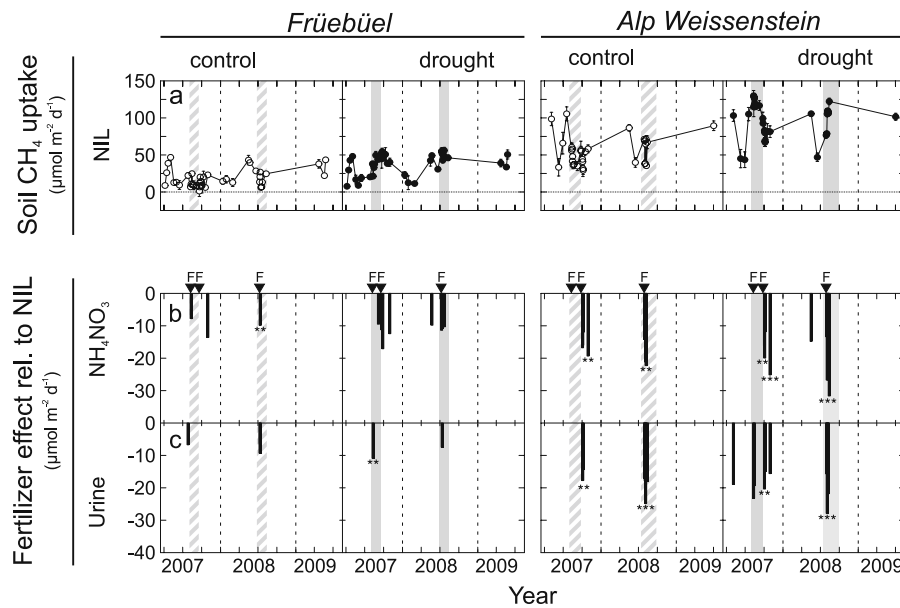 Früebüel Alp Weissenstein
control drought control drought
Soil CH4 uptake
(µmol m-2 d-1)
NIL
150
100
50
0
a
F F F F F F F F F F F F
Fertilizer effect rel. to NIL
(µmol m-2 d-1)
NH4NO3
0
-10
-20
-30
b
** ** ** *** ***
Urine
0
-10
-20
-30
-40
c
** ** *** ** ***
2007 2008 2009 2007 2008 2009 2007 2008 2009 2007 2008 2009
Year